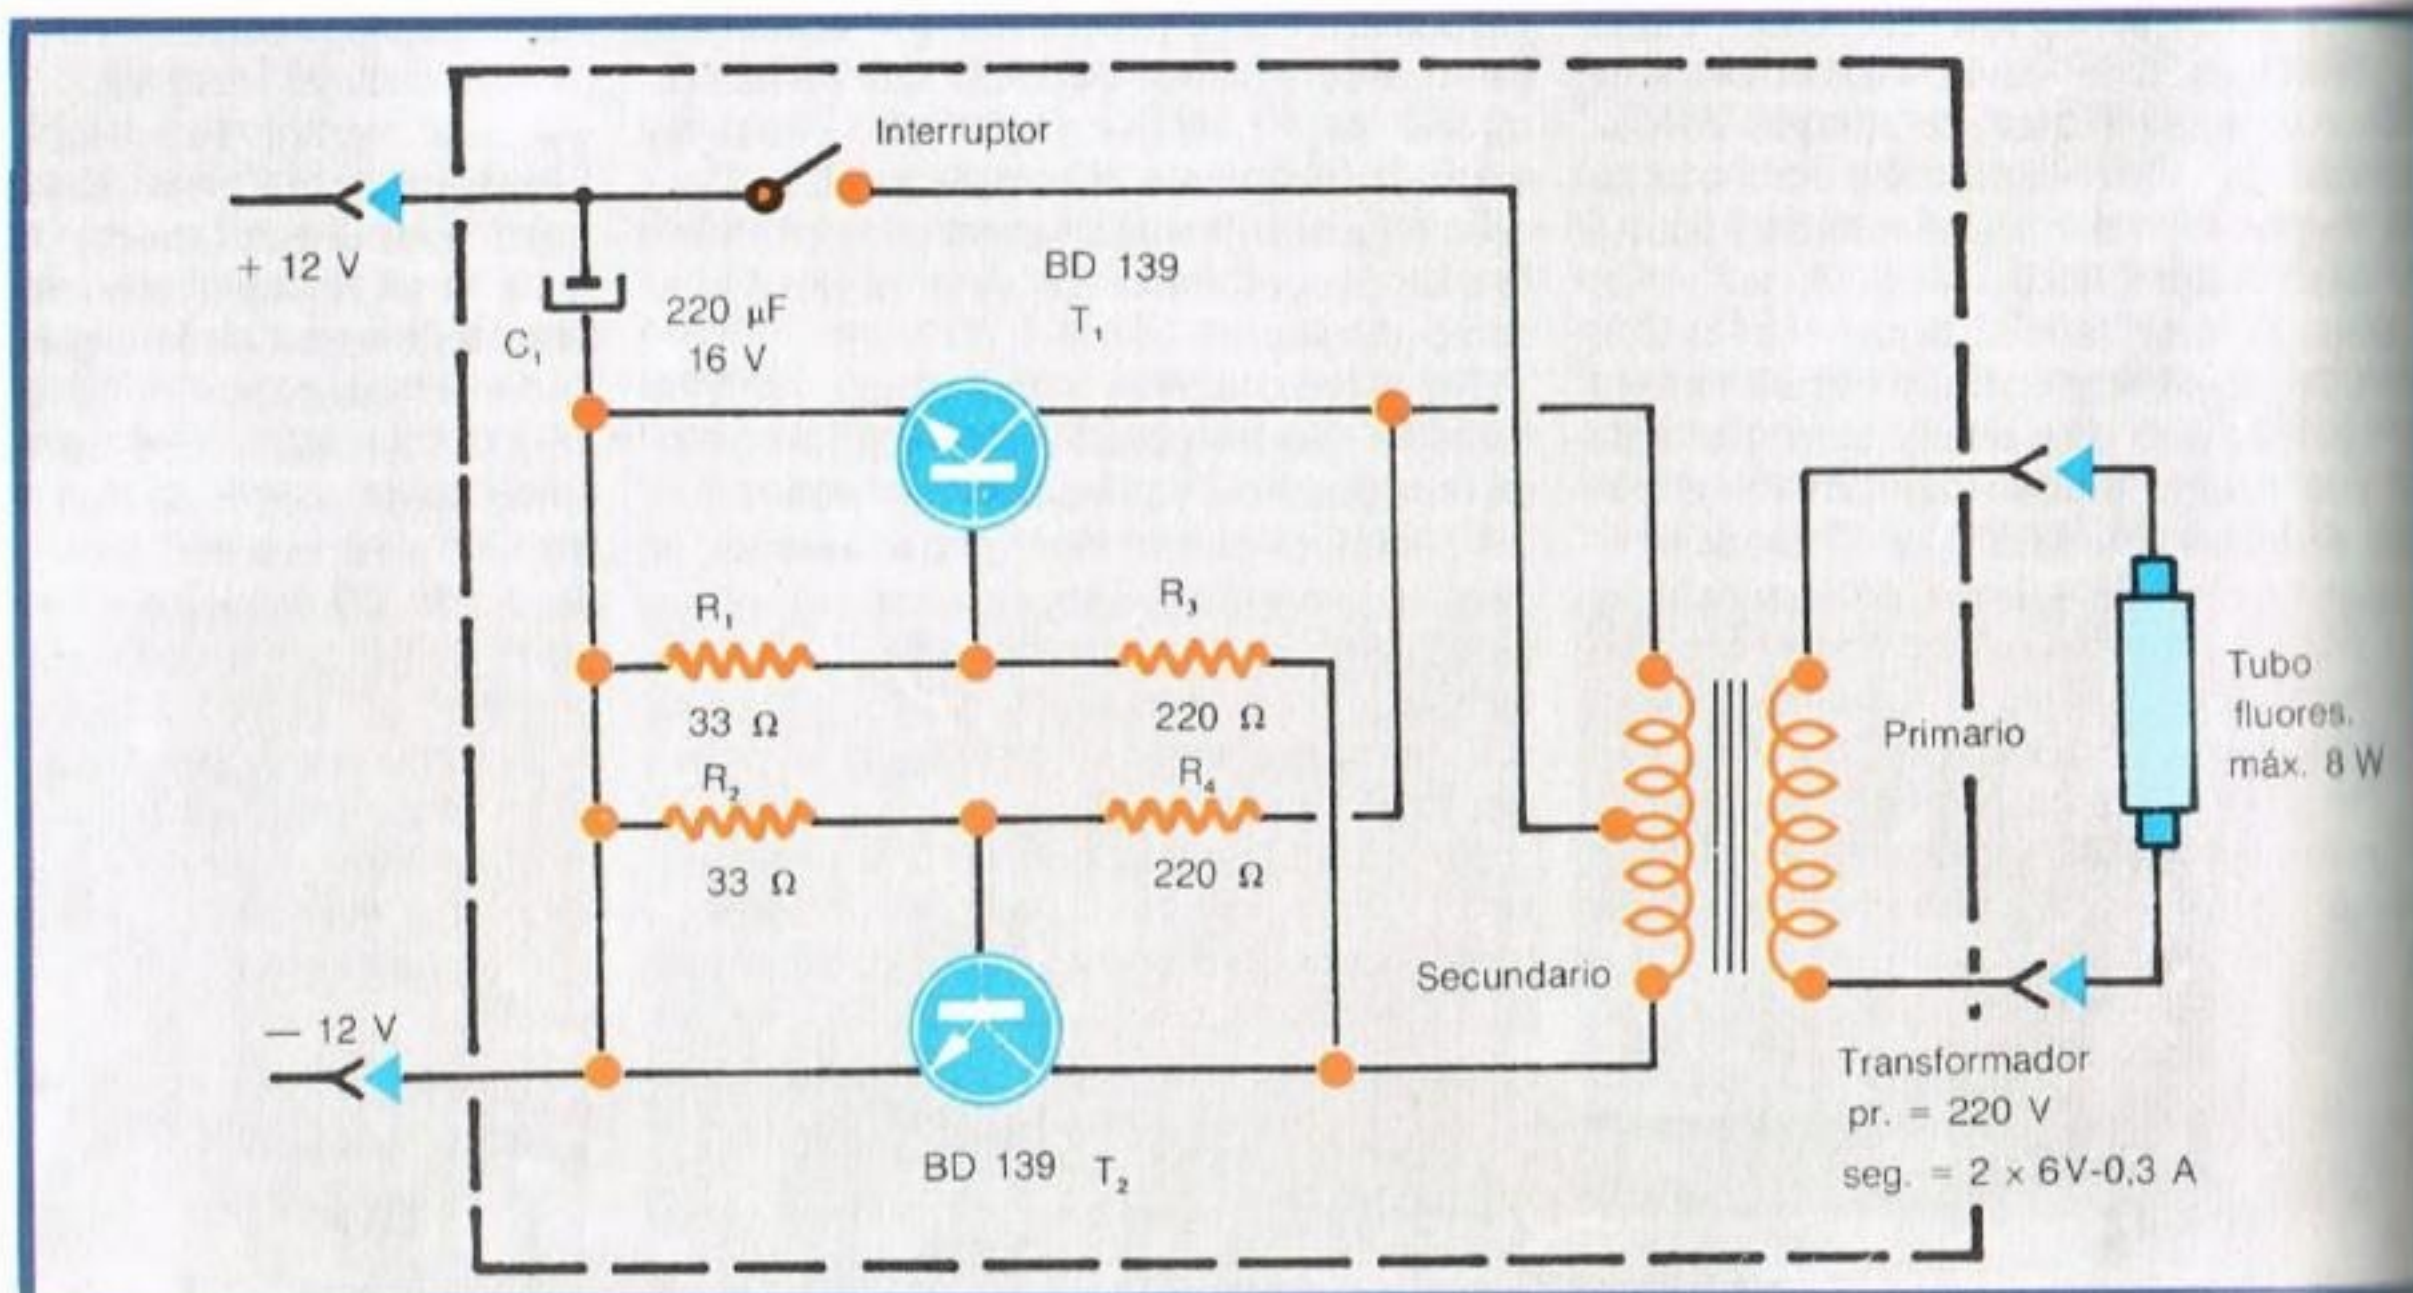 Interruptor
+ 12 V
BD 139
T₁
220 µF
16 V
C₁
R₁
R₃
33 Ω
220 Ω
R₂
R₄
33 Ω
220 Ω
Primario
Tubo
fluores.
máx. 8 W
Secundario
— 12 V
BD 139 T₂
Transformador
pr. = 220 V
seg. = 2 x 6V-0,3 A